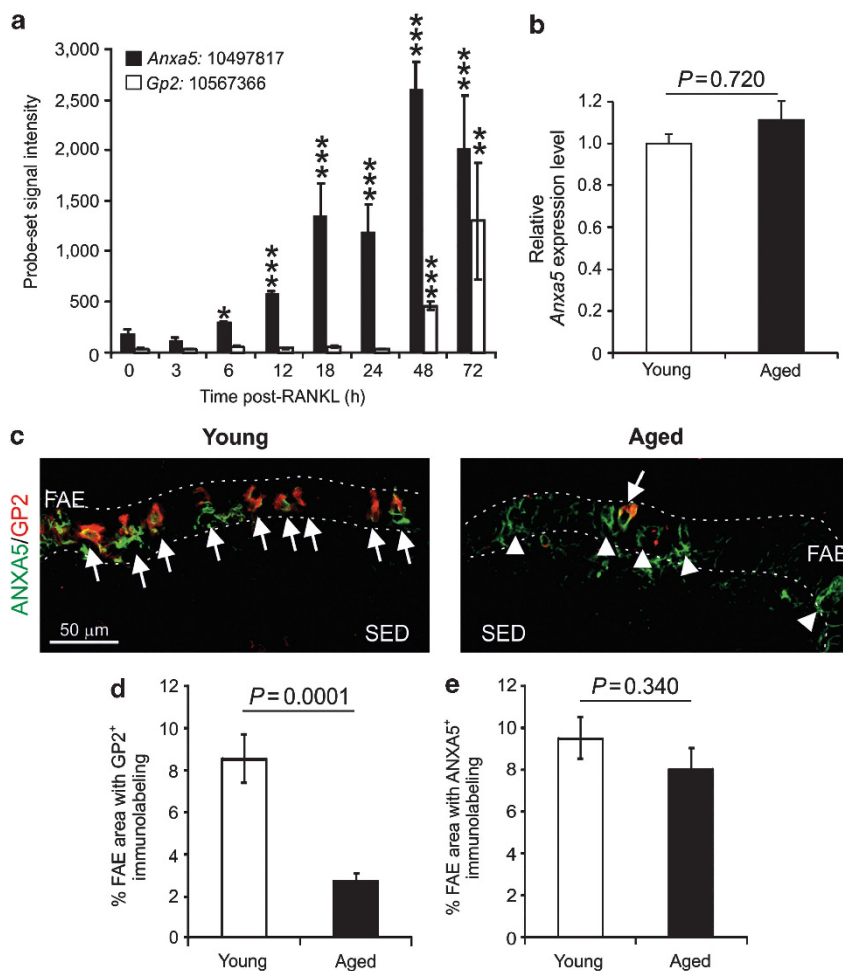 a
Anxa5: 10497817
Gp2: 10567366
Probe-set signal intensity
3,000
2,500
2,000
1,500
1,000
500
0
* * *
* * *
* * *
* * *
* * *
* * *
* *
*
0 3 6 12 18 24 48 72
Time post-RANKL (h)
b
P=0.720
Relative
Anxa5 expression level
1.2
1.0
0.8
0.6
0.4
0.2
0
Young Aged
c
Young Aged
ANXA5/GP2
FAE
SED
50 μm
FAE
SED
d
P=0.0001
% FAE area with GP2+
immunolabeling
12
10
8
6
4
2
0
Young Aged
e
P=0.340
% FAE area with ANXA5+
immunolabeling
12
10
8
6
4
2
0
Young Aged